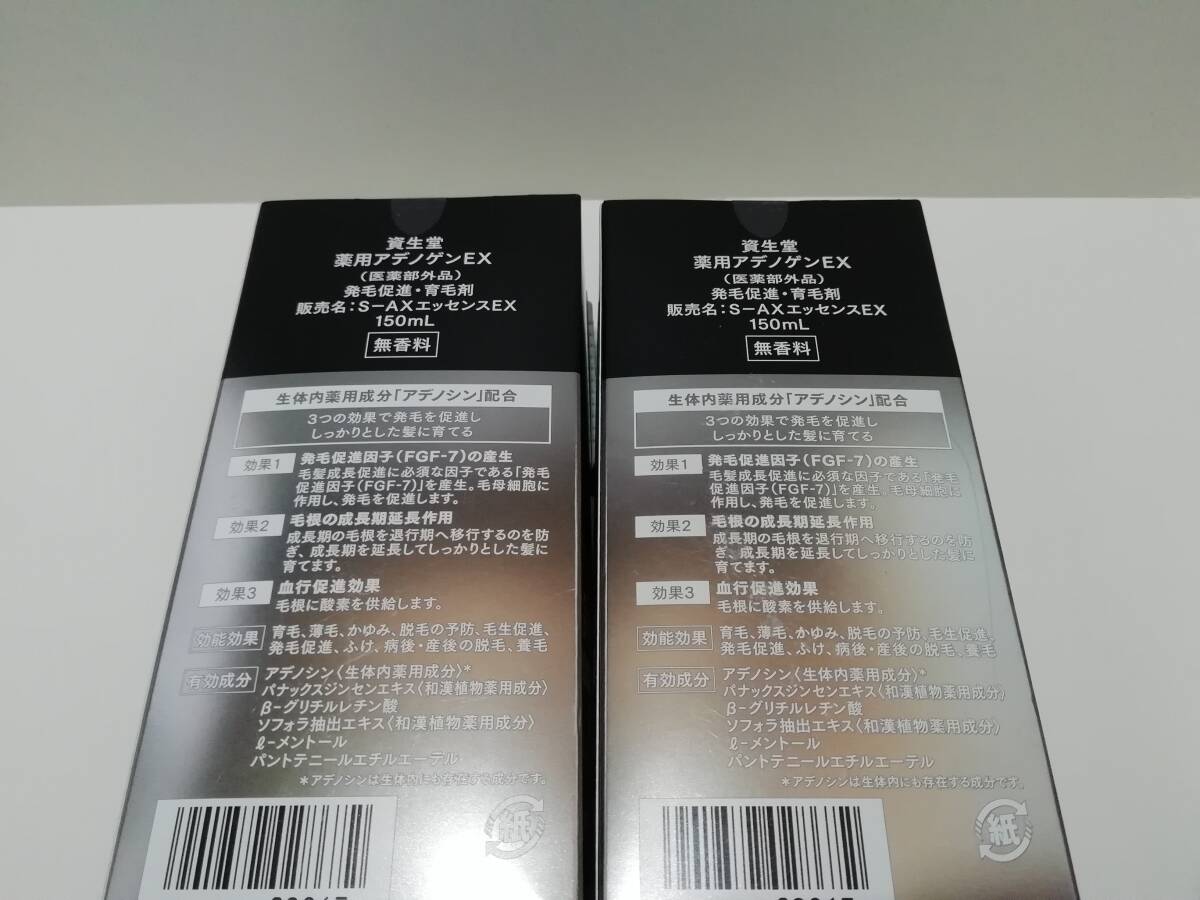 資生堂
薬用アデノゲンEX
（医薬部外品）
発毛促進・育毛剤
販売名：S－AXエッセンスEX
150mL
無香料
生体内薬用成分「アデノシン」配合
3つの効果で発毛を促進し
しっかりとした髪に育てる
効果1 発毛促進因子（FGF-7）の産生
毛髪成長促進に必須な因子である「発毛
促進因子（FGF-7）」を産生。毛母細胞に
作用し、発毛を促進します。
効果2 毛根の成長期延長作用
成長期の毛根を退行期へ移行するのを防
ぎ、成長期を延長してしっかりとした髪に
育てます。
効果3 血行促進効果
毛根に酸素を供給します。
効能効果 育毛、薄毛、かゆみ、脱毛の予防、毛生促進、
発毛促進、ふけ、病後・産後の脱毛、養毛
有効成分 アデノシン〈生体内薬用成分〉*
パナックスジンセンエキス〈和漢植物薬用成分〉
β-グリチルレチン酸
ソフォラ抽出エキス〈和漢植物薬用成分〉
ℓ-メントール
パントテニールエチルエーテル
*アデノシンは生体内にも存在する成分です。
紙
資生堂
薬用アデノゲンEX
（医薬部外品）
発毛促進・育毛剤
販売名：S－AXエッセンスEX
150mL
無香料
生体内薬用成分「アデノシン」配合
3つの効果で発毛を促進し
しっかりとした髪に育てる
効果1 発毛促進因子（FGF-7）の産生
毛髪成長促進に必須な因子である「発毛
促進因子（FGF-7）」を産生。毛母細胞に
作用し、発毛を促進します。
効果2 毛根の成長期延長作用
成長期の毛根を退行期へ移行するのを防
ぎ、成長期を延長してしっかりとした髪に
育てます。
効果3 血行促進効果
毛根に酸素を供給します。
効能効果 育毛、薄毛、かゆみ、脱毛の予防、毛生促進、
発毛促進、ふけ、病後・産後の脱毛、養毛
有効成分 アデノシン〈生体内薬用成分〉*
パナックスジンセンエキス〈和漢植物薬用成分〉
β-グリチルレチン酸
ソフォラ抽出エキス〈和漢植物薬用成分〉
ℓ-メントール
パントテニールエチルエーテル
*アデノシンは生体内にも存在する成分です。
紙